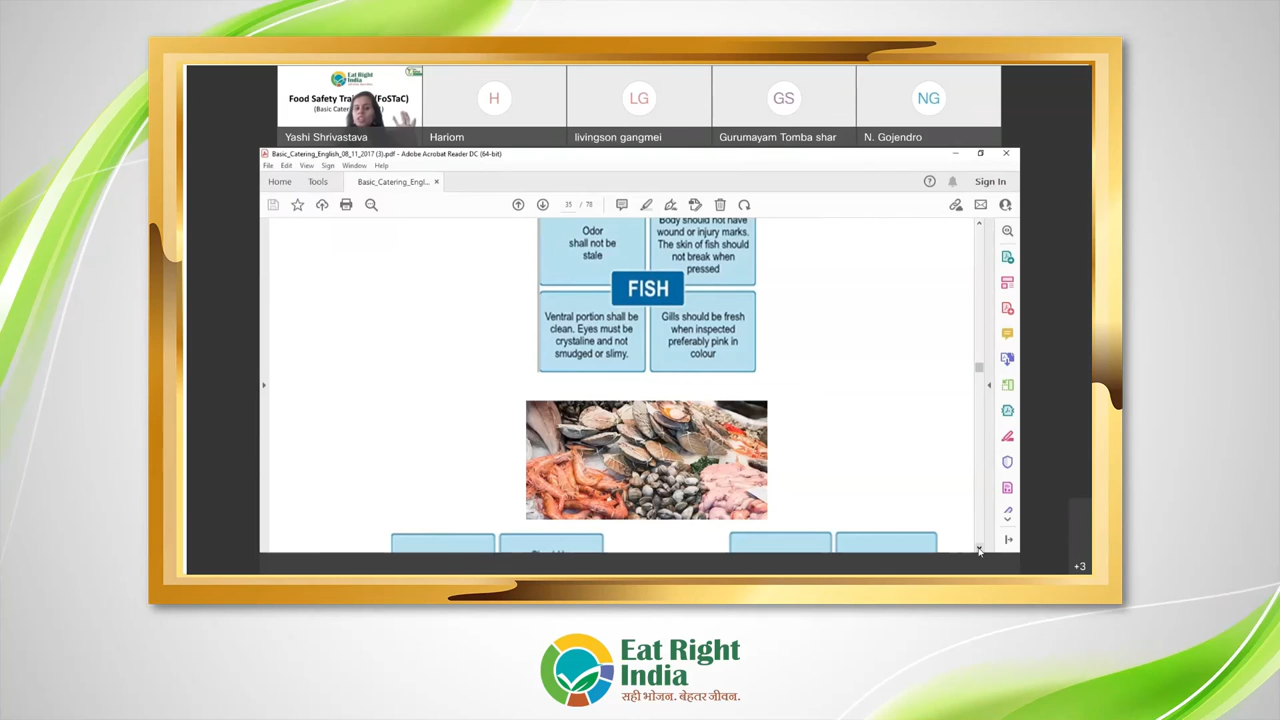 Eat Right
India
Food Safety Trai (FoSTaC)
(Basic Cater
H
LG
GS
NG
Yashi Shrivastava
Hariom
livingson gangmei
Gurumayam Tomba shar
N. Gojendro
Basic_Catering_English_08_11_2017 (3).pdf - Adobe Acrobat Reader DC (64-bit)
File Edit View Sign Window Help
Home Tools Basic_Catering_Engl... × Sign In
35 / 78
Odor
shall not be
stale
Body should not have
wound or injury marks.
The skin of fish should
not break when
pressed
FISH
Ventral portion shall be
clean. Eyes must be
crystaline and not
smudged or slimy.
Gills should be fresh
when inspected
preferably pink in
colour
+3
Eat Right
India
सही भोजन. बेहतर जीवन.